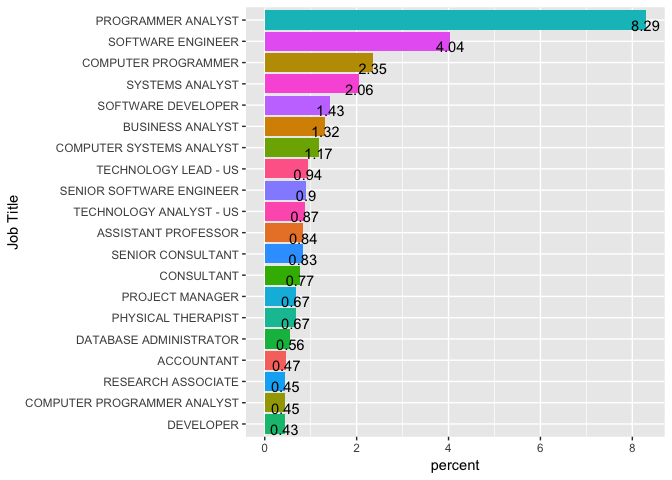 PROGRAMMER ANALYST
8.29
SOFTWARE ENGINEER
4.04
COMPUTER PROGRAMMER
2.35
SYSTEMS ANALYST
2.06
SOFTWARE DEVELOPER
1.43
BUSINESS ANALYST
1.32
COMPUTER SYSTEMS ANALYST
1.17
TECHNOLOGY LEAD - US
0.94
SENIOR SOFTWARE ENGINEER
0.9
TECHNOLOGY ANALYST - US
0.87
ASSISTANT PROFESSOR
0.84
SENIOR CONSULTANT
0.83
CONSULTANT
0.77
PROJECT MANAGER
0.67
PHYSICAL THERAPIST
0.67
DATABASE ADMINISTRATOR
0.56
ACCOUNTANT
0.47
RESEARCH ASSOCIATE
0.45
COMPUTER PROGRAMMER ANALYST
0.45
DEVELOPER
0.43
Job Title
0 2 4 6 8
percent